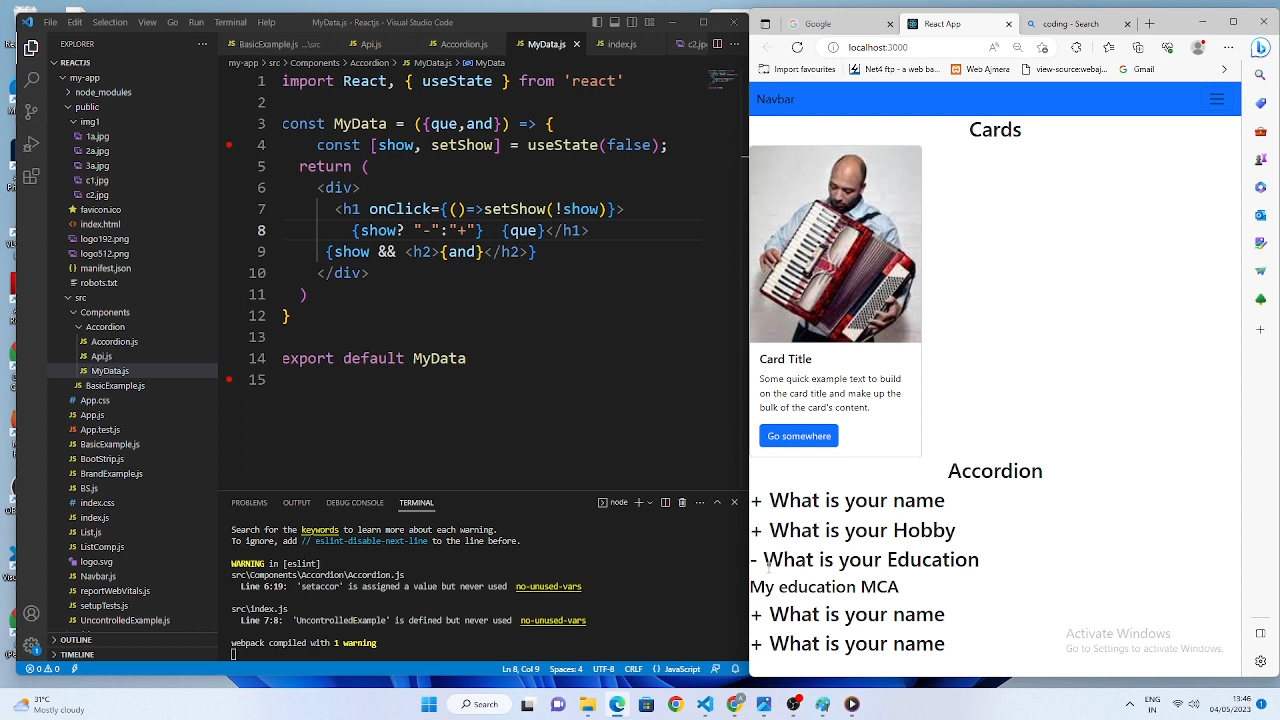 File Edit Selection View Go Run Terminal Help MyData.js - ReactJs - Visual Studio Code
EXPLORER
REACTJS
my-app
node_modules
public
img1
2a.jpg
2b.jpg
c1.jpg
c2.jpg
favicon.png
index.html
logo192.png
logo512.png
manifest.json
robots.txt
src
Components
Accordion
Accordion.js
Api.js
MyData.js
BasicExample.js
App.css
App.js
App.test.js
BasicExample.js
BorderExample.js
BreakpointExample.js
BS.js
index.css
index.js
List.js
logo.svg
Navbar.js
reportWebVitals.js
setupTests.js
UncontrolledExample.js
OUTLINE
TIMELINE
BasicExample.js ...\src
Api.js
Accordion.js
MyData.js
index.js
c2.jp
MyData.js > MyData
1 import React, { useState } from 'react'
2
3 const MyData = ({que,and}) => {
4 const [show, setShow] = useState(false);
5 return (
6 <div>
7 <h1 onClick={()=>setShow(!show)}>
8 {show? "-":"+"} {que}</h1>
9 {show && <h2>{and}</h2>}
10 </div>
11 )
12 }
13
14 export default MyData
15
PROBLEMS OUTPUT DEBUG CONSOLE TERMINAL node
Search for the keywords to learn more about each warning.
To ignore, add // eslint-disable-next-line to the line before.
WARNING in [eslint]
src\Components\Accordion\Accordion.js
Line 6:19: 'setaccor' is assigned a value but never used no-unused-vars
src\index.js
Line 7:8: 'UncontrolledExample' is defined but never used no-unused-vars
webpack compiled with 1 warning
0 0 Ln 8, Col 9 Spaces: 4 UTF-8 CRLF {} JavaScript
Google
React App
coding - Search
localhost:3000
Import favourites Net4 ftp - a web ba... Web Ajmera view-source:webaj... Gmail
Navbar
Cards
Card Title
Some quick example text to build
on the card title and make up the
bulk of the card's content.
Go somewhere
Accordion
+ What is your name
+ What is your Hobby
- What is your Education
My education MCA
+ What is your name
+ What is your name
Activate Windows
Go to Settings to activate Windows.
31°C
Mostly cloudy
Search
ENG
IN
13:46
04/05/2023